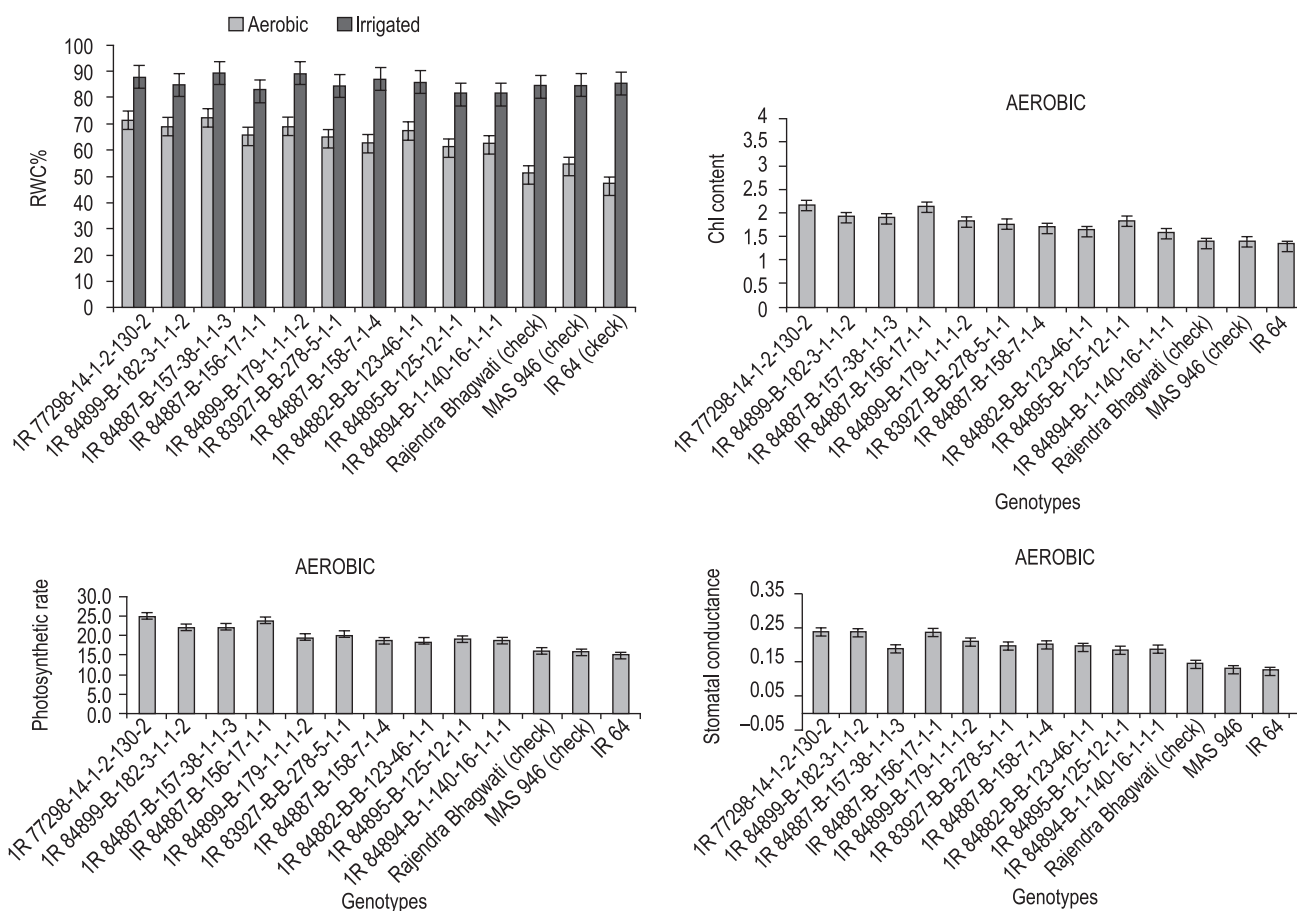 Aerobic Irrigated
RWC%
100
90
80
70
60
50
40
30
20
10
0
1R 77298-14-1-2-130-2
1R 84899-B-182-3-1-1-2
1R 84887-B-157-38-1-1-3
IR 84887-B-156-17-1-1
1R 84899-B-179-1-1-1-2
1R 83927-B-B-278-5-1-1
1R 84887-B-158-7-1-4
1R 84882-B-B-123-46-1-1
1R 84895-B-125-12-1-1
1R 84894-B-1-140-16-1-1-1
Rajendra Bhagwati (check)
MAS 946 (check)
IR 64 (ckeck)
AEROBIC
Chl content
4
3.5
3
2.5
2
1.5
1
0.5
0
1R 77298-14-1-2-130-2
1R 84899-B-182-3-1-1-2
1R 84887-B-157-38-1-1-3
IR 84887-B-156-17-1-1
1R 84899-B-179-1-1-1-2
1R 83927-B-B-278-5-1-1
1R 84887-B-158-7-1-4
1R 84882-B-B-123-46-1-1
1R 84895-B-125-12-1-1
1R 84894-B-1-140-16-1-1-1
Rajendra Bhagwati (check)
MAS 946 (check)
IR 64
Genotypes
AEROBIC
Photosynthetic rate
30.0
25.0
20.0
15.0
10.0
5.0
0.0
1R 77298-14-1-2-130-2
1R 84899-B-182-3-1-1-2
1R 84887-B-157-38-1-1-3
IR 84887-B-156-17-1-1
1R 84899-B-179-1-1-1-2
1R 83927-B-B-278-5-1-1
1R 84887-B-158-7-1-4
1R 84882-B-B-123-46-1-1
1R 84895-B-125-12-1-1
1R 84894-B-1-140-16-1-1-1
Rajendra Bhagwati (check)
MAS 946 (check)
IR 64
Genotypes
AEROBIC
Stomatal conductance
0.35
0.25
0.15
0.05
–0.05
1R 77298-14-1-2-130-2
1R 84899-B-182-3-1-1-2
1R 84887-B-157-38-1-1-3
IR 84887-B-156-17-1-1
1R 84899-B-179-1-1-1-2
1R 83927-B-B-278-5-1-1
1R 84887-B-158-7-1-4
1R 84882-B-B-123-46-1-1
1R 84895-B-125-12-1-1
1R 84894-B-1-140-16-1-1-1
Rajendra Bhagwati (check)
MAS 946
IR 64
Genotypes